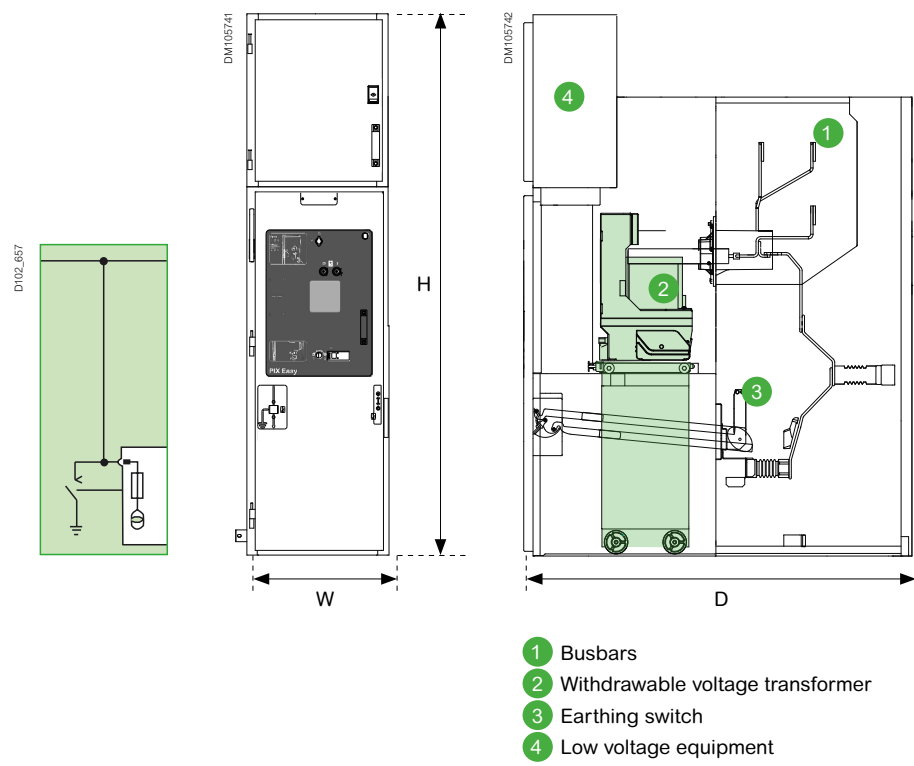 DM105741
DM105742
D102_657
4
1
H
2
PIX Easy
3
W
D
1 Busbars
2 Withdrawable voltage transformer
3 Earthing switch
4 Low voltage equipment